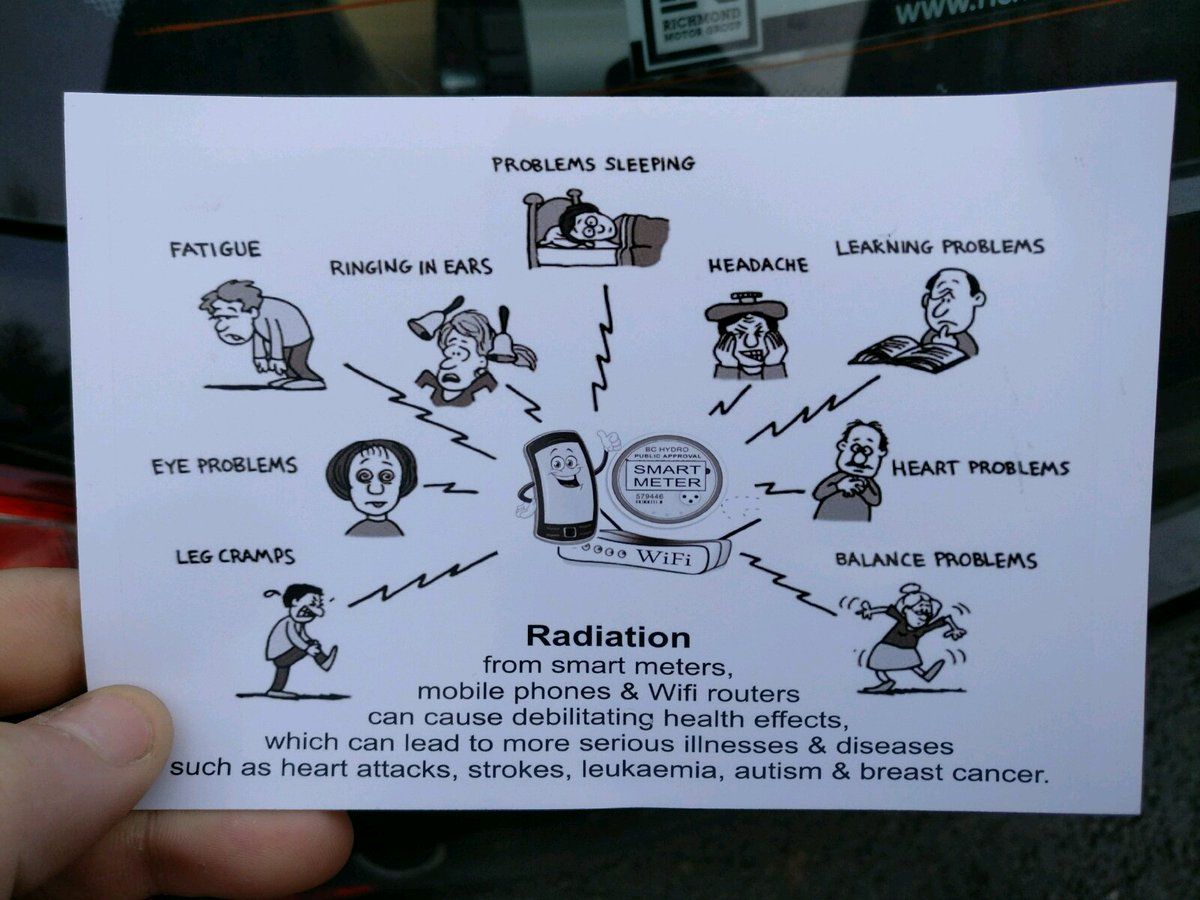 RICHMOND
MOTOR GROUP
PROBLEMS SLEEPING
FATIGUE
RINGING IN EARS
HEADACHE
LEARNING PROBLEMS
EYE PROBLEMS
BC HYDRO
PUBLIC APPROVAL
SMART
METER
579446
HEART PROBLEMS
LEG CRAMPS
WiFi
BALANCE PROBLEMS
Radiation
from smart meters,
mobile phones & Wifi routers
can cause debilitating health effects,
which can lead to more serious illnesses & diseases
such as heart attacks, strokes, leukaemia, autism & breast cancer.